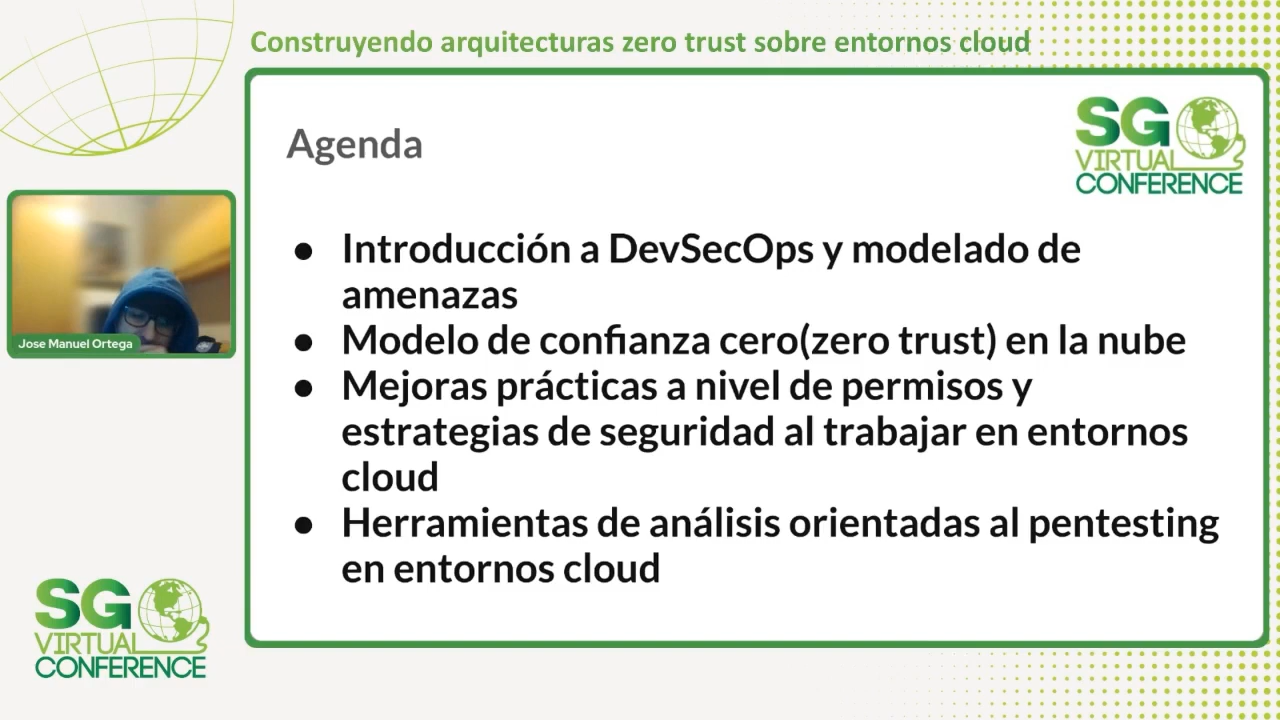 Construyendo arquitecturas zero trust sobre entornos cloud
SG
VIRTUAL
CONFERENCE
Agenda
● Introducción a DevSecOps y modelado de
amenazas
● Modelo de confianza cero(zero trust) en la nube
● Mejoras prácticas a nivel de permisos y
estrategias de seguridad al trabajar en entornos
cloud
● Herramientas de análisis orientadas al pentesting
en entornos cloud
Jose Manuel Ortega
SG
VIRTUAL
CONFERENCE